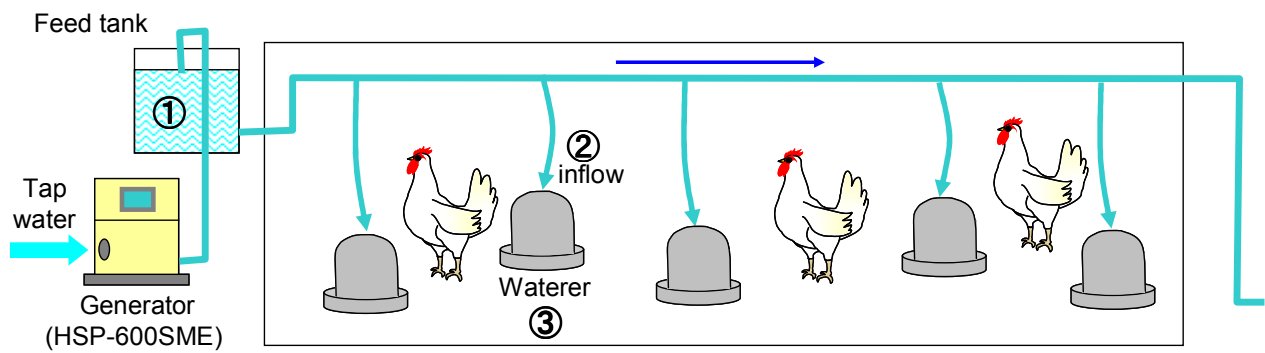 Feed tank
①
Tap
water
Generator
(HSP-600SME)
②
inflow
Waterer
③